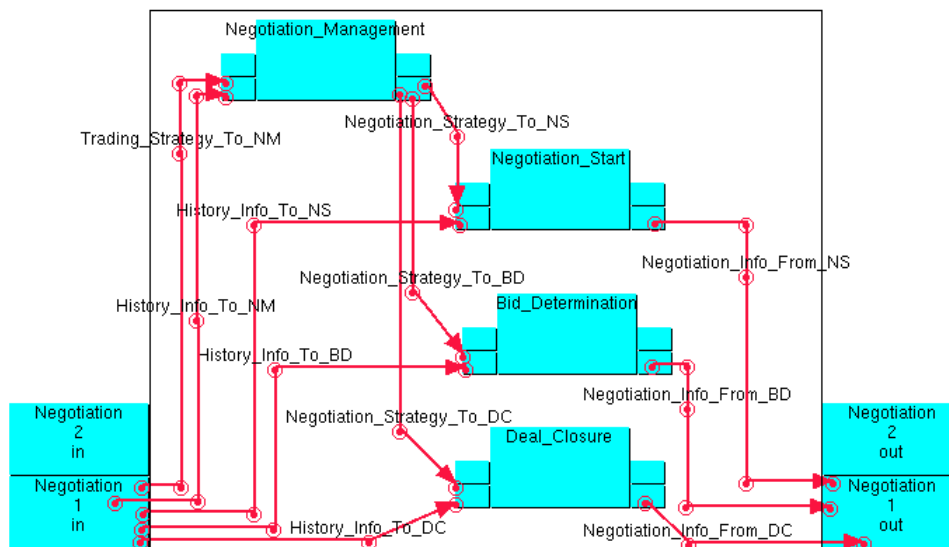 Negotiation_Management
Negotiation_Strategy_To_NS
Trading_Strategy_To_NM
Negotiation_Start
History_Info_To_NS
Negotiation_Info_From_NS
Negotiation_Strategy_To_BD
History_Info_To_NM
Bid_Determination
History_Info_To_BD
Negotiation_Info_From_BD
Negotiation_Strategy_To_DC
Deal_Closure
Negotiation
2
in
Negotiation
2
out
Negotiation
1
in
Negotiation
1
out
History_Info_To_DC
Negotiation_Info_From_DC